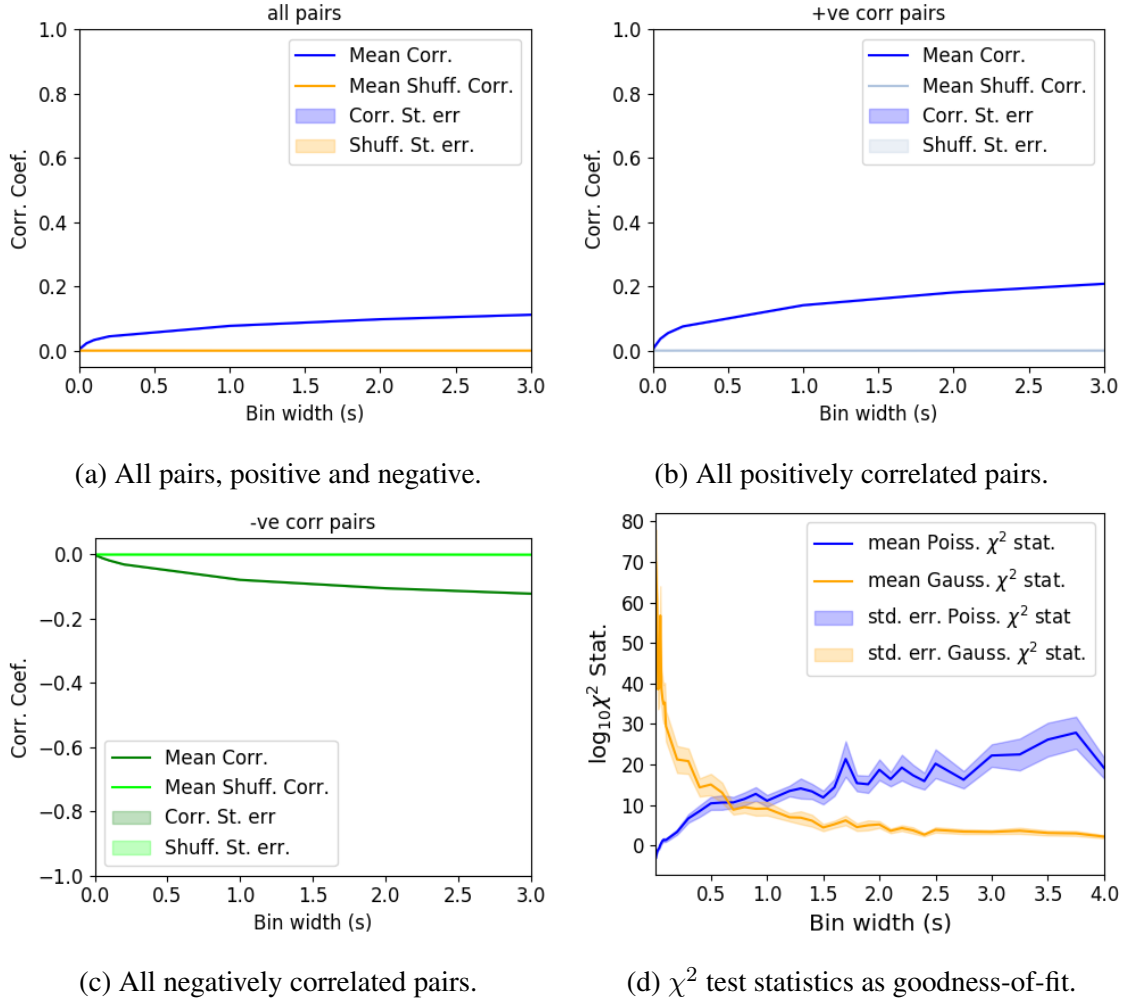 all pairs
1.0
0.8
0.6
0.4
0.2
0.0
Corr. Coef.
Mean Corr.
Mean Shuff. Corr.
Corr. St. err
Shuff. St. err.
0.0 0.5 1.0 1.5 2.0 2.5 3.0
Bin width (s)
(a) All pairs, positive and negative.
+ve corr pairs
1.0
0.8
0.6
0.4
0.2
0.0
Corr. Coef.
Mean Corr.
Mean Shuff. Corr.
Corr. St. err
Shuff. St. err.
0.0 0.5 1.0 1.5 2.0 2.5 3.0
Bin width (s)
(b) All positively correlated pairs.
-ve corr pairs
0.0
−0.2
−0.4
−0.6
−0.8
−1.0
Corr. Coef.
Mean Corr.
Mean Shuff. Corr.
Corr. St. err
Shuff. St. err.
0.0 0.5 1.0 1.5 2.0 2.5 3.0
Bin width (s)
(c) All negatively correlated pairs.
80
70
60
50
40
30
20
10
0
log₁₀χ² Stat.
mean Poiss. χ² stat.
mean Gauss. χ² stat.
std. err. Poiss. χ² stat
std. err. Gauss. χ² stat.
0.5 1.0 1.5 2.0 2.5 3.0 3.5 4.0
Bin width (s)
(d) χ² test statistics as goodness-of-fit.